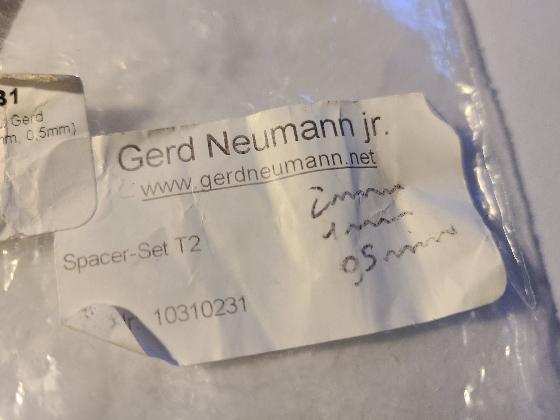 31
Gerd
mm, 0,5mm)
Gerd Neumann jr.
www.gerdneumann.net
2mm
1mm
0,5mm
Spacer-Set T2
Nr. 10310231